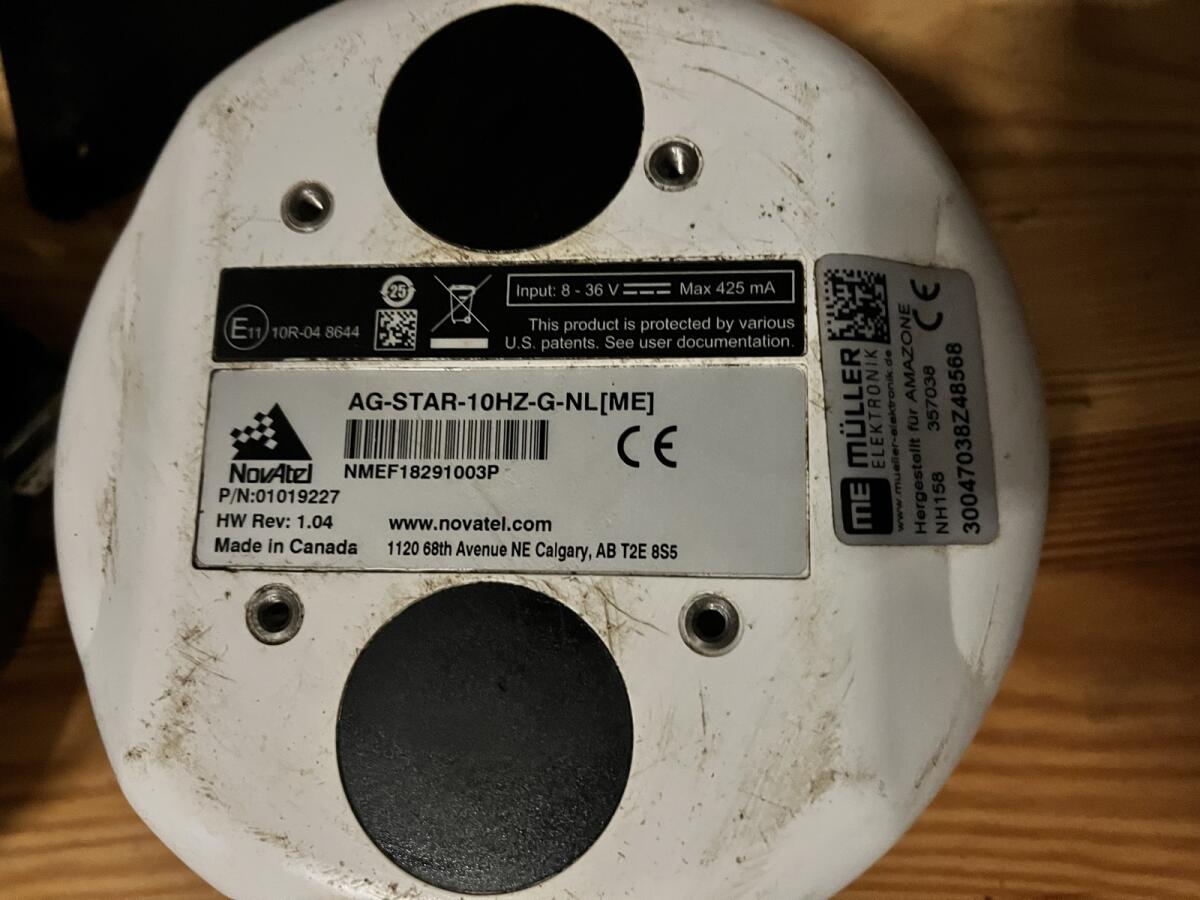 E11 10R-04 8644
25
Input: 8 - 36 V Max 425 mA
This product is protected by various
U.S. patents. See user documentation.
NovAtel
AG-STAR-10HZ-G-NL[ME]
NMEF18291003P
CE
P/N:01019227
HW Rev: 1.04 www.novatel.com
Made in Canada 1120 68th Avenue NE Calgary, AB T2E 8S5
ME MÜLLER
ELEKTRONIK
www.mueller-elektronik.de
Hergestellt für AMAZONE
NH158 357038 CE
30047038Z48568